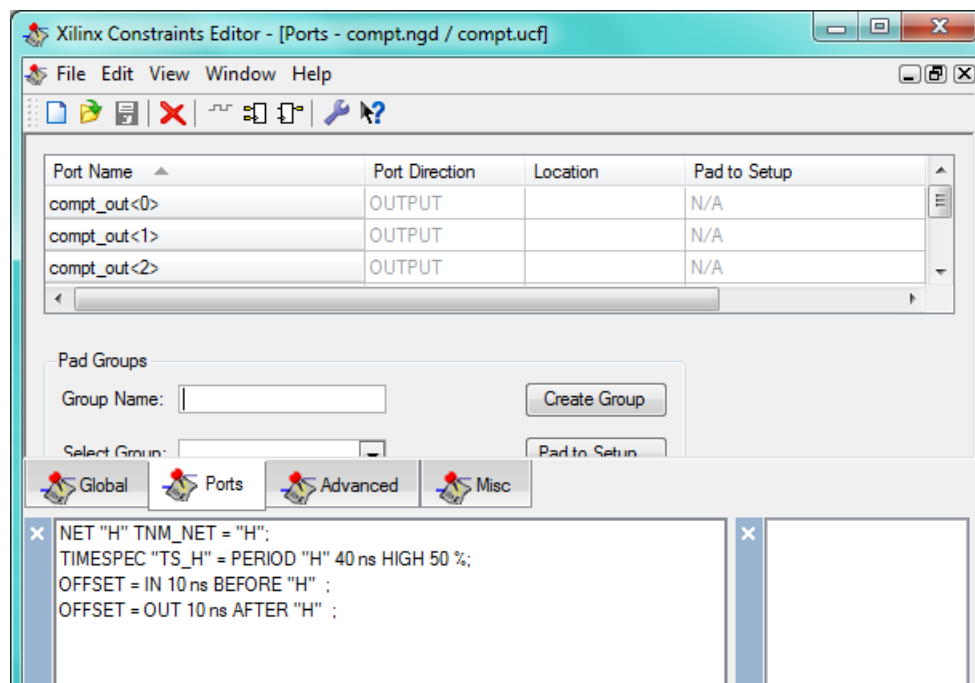 Xilinx Constraints Editor - [Ports - compt.ngd / compt.ucf]
File Edit View Window Help
Port Name Port Direction Location Pad to Setup
compt_out<0> OUTPUT N/A
compt_out<1> OUTPUT N/A
compt_out<2> OUTPUT N/A
Pad Groups
Group Name: Create Group
Select Group: Pad to Setup
Global Ports Advanced Misc
NET "H" TNM_NET = "H";
TIMESPEC "TS_H" = PERIOD "H" 40 ns HIGH 50 %;
OFFSET = IN 10 ns BEFORE "H" ;
OFFSET = OUT 10 ns AFTER "H" ;